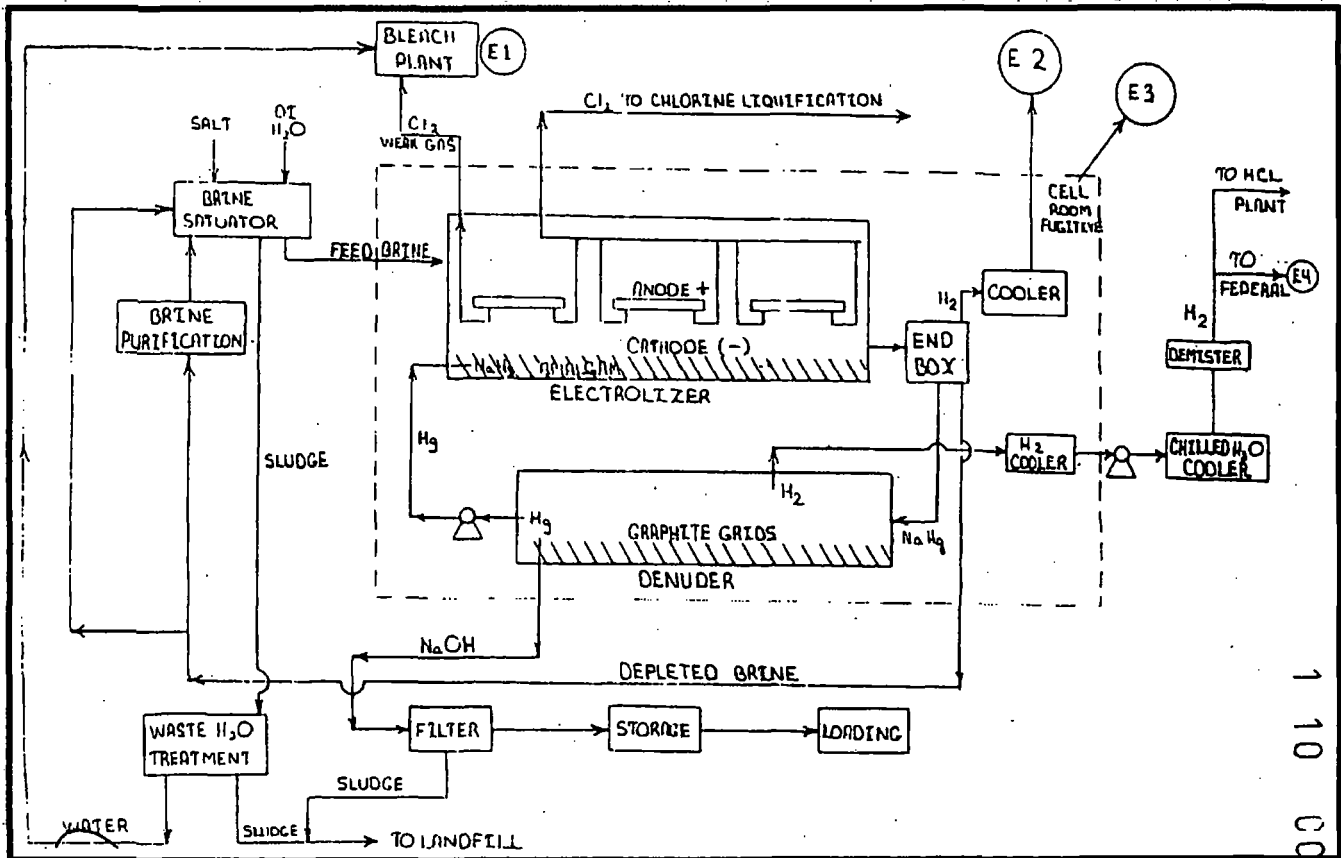 BLEACH
PLANT
E1
E 2
E3
Cl2 TO CHLORINE LIQUIFICATION
SALT
DI
H2O
Cl2
WEAK GAS
CELL
ROOM
FUGITIVE
TO HCL
PLANT
BRINE
SATUATOR
FEED BRINE
ANODE +
H2
COOLER
TO
FEDERAL
E4
BRINE
PURIFICATION
CATHODE (-)
END
BOX
H2
DEMISTER
ELECTROLIZER
Hg
SLUDGE
H2
COOLER
CHILLED H2O
COOLER
H2
Hg
GRAPHITE GRIDS
NaHg
DENUDER
NaOH
DEPLETED BRINE
WASTE H2O
TREATMENT
FILTER
STORAGE
LOADING
SLUDGE
WATER
SLUDGE
TO LANDFILL
1 10 00